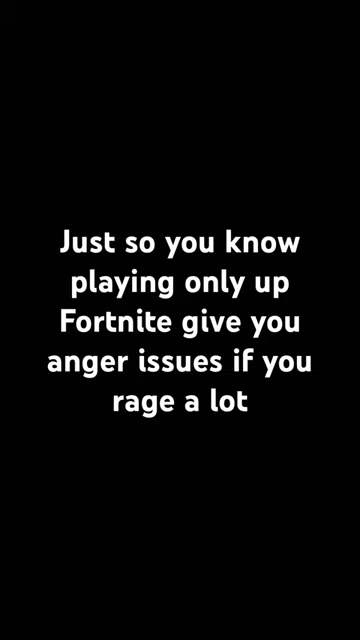 Just so you know
playing only up
Fortnite give you
anger issues if you
rage a lot